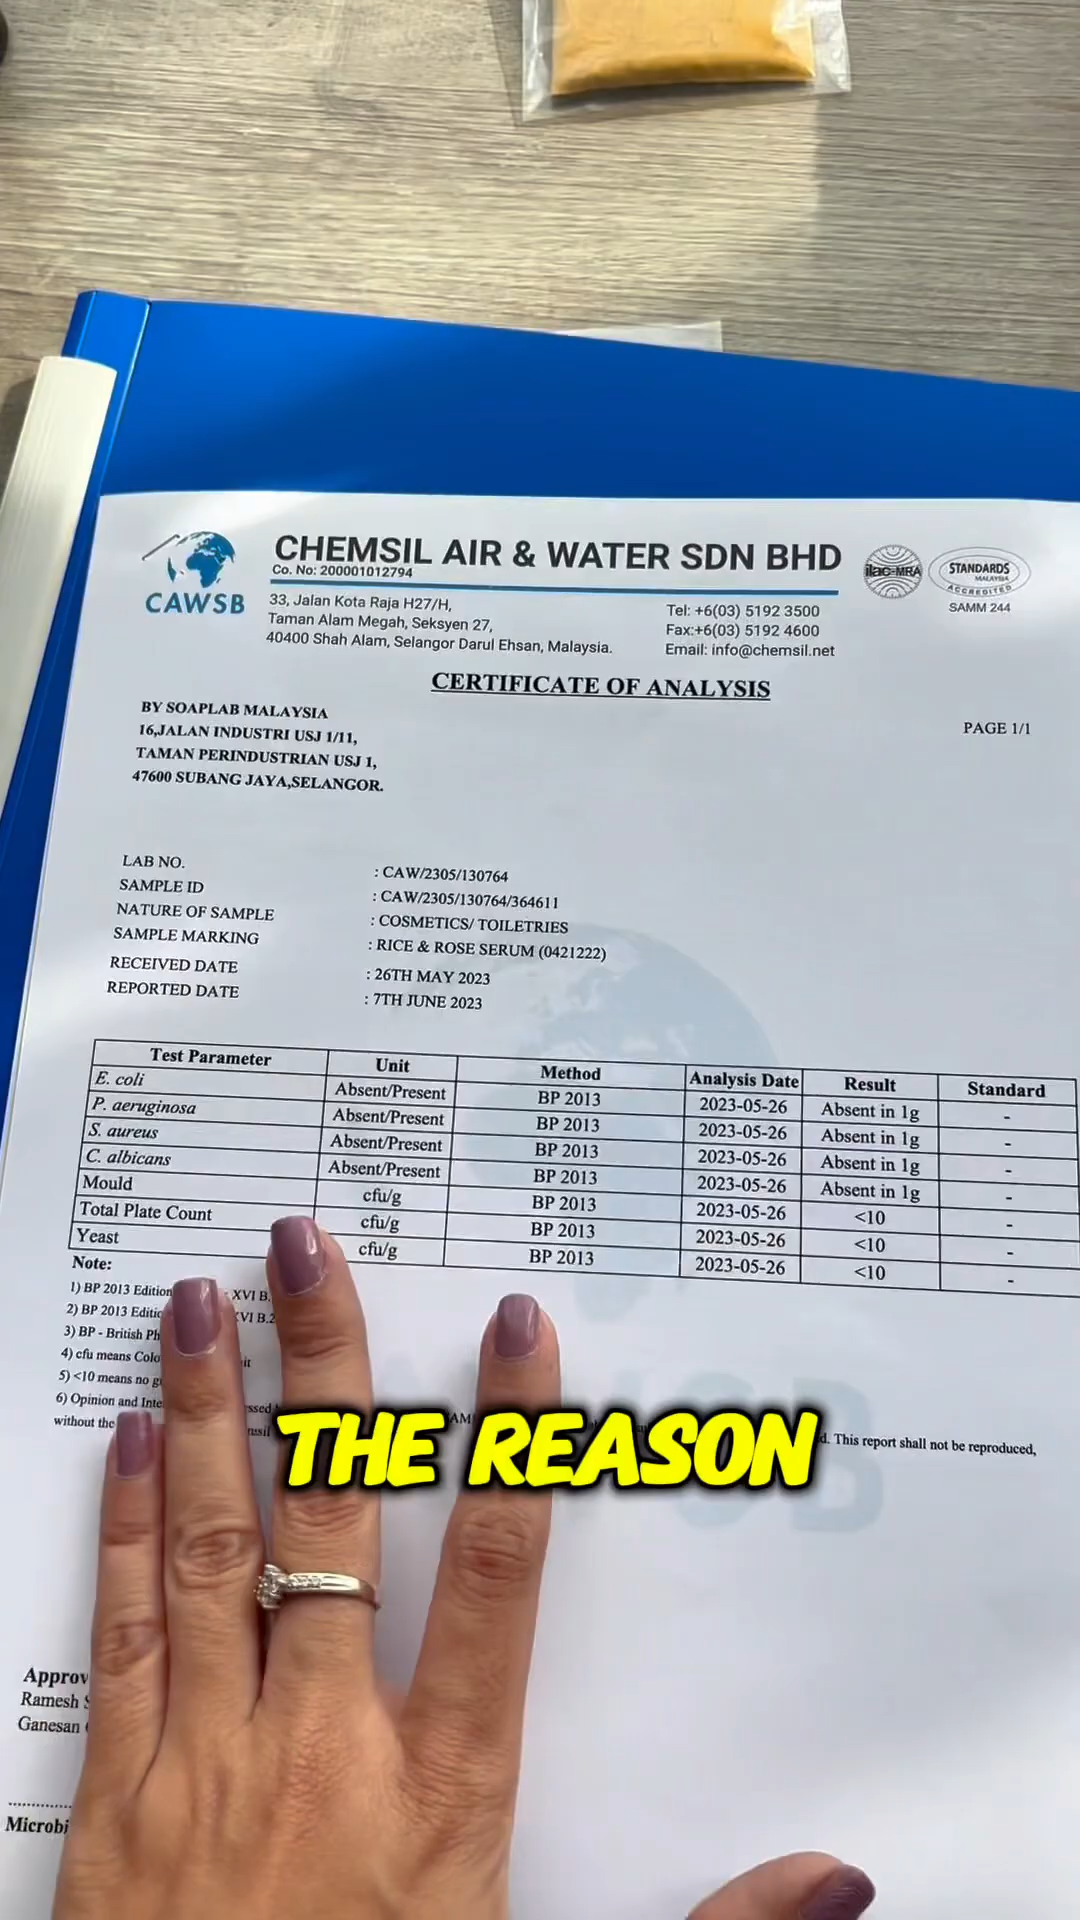 CHEMSIL AIR & WATER SDN BHD
Co. No: 200001012794
CAWSB
33, Jalan Kota Raja H27/H,
Taman Alam Megah, Seksyen 27,
40400 Shah Alam, Selangor Darul Ehsan, Malaysia.
Tel: +6(03) 5192 3500
Fax:+6(03) 5192 4600
Email: info@chemsil.net
ilac-MRA
STANDARDS
MALAYSIA
ACCREDITED
SAMM 244
CERTIFICATE OF ANALYSIS
BY SOAPLAB MALAYSIA
16,JALAN INDUSTRI USJ 1/11,
TAMAN PERINDUSTRIAN USJ 1,
47600 SUBANG JAYA,SELANGOR.
PAGE 1/1
LAB NO. : CAW/2305/130764
SAMPLE ID : CAW/2305/130764/364611
NATURE OF SAMPLE : COSMETICS/ TOILETRIES
SAMPLE MARKING : RICE & ROSE SERUM (0421222)
RECEIVED DATE : 26TH MAY 2023
REPORTED DATE : 7TH JUNE 2023
Test Parameter Unit Method Analysis Date Result Standard
E. coli Absent/Present BP 2013 2023-05-26 Absent in 1g -
P. aeruginosa Absent/Present BP 2013 2023-05-26 Absent in 1g -
S. aureus Absent/Present BP 2013 2023-05-26 Absent in 1g -
C. albicans Absent/Present BP 2013 2023-05-26 Absent in 1g -
Mould cfu/g BP 2013 2023-05-26 <10 -
Total Plate Count cfu/g BP 2013 2023-05-26 <10 -
Yeast cfu/g BP 2013 2023-05-26 <10 -
Note:
1) BP 2013 Edition XVI B.
2) BP 2013 XVI B.2
3) BP - British
4) cfu means
5) <10 means no
6) Opinion and
without the d. This report shall not be reproduced,
THE REASON
Ramesh
Ganesan